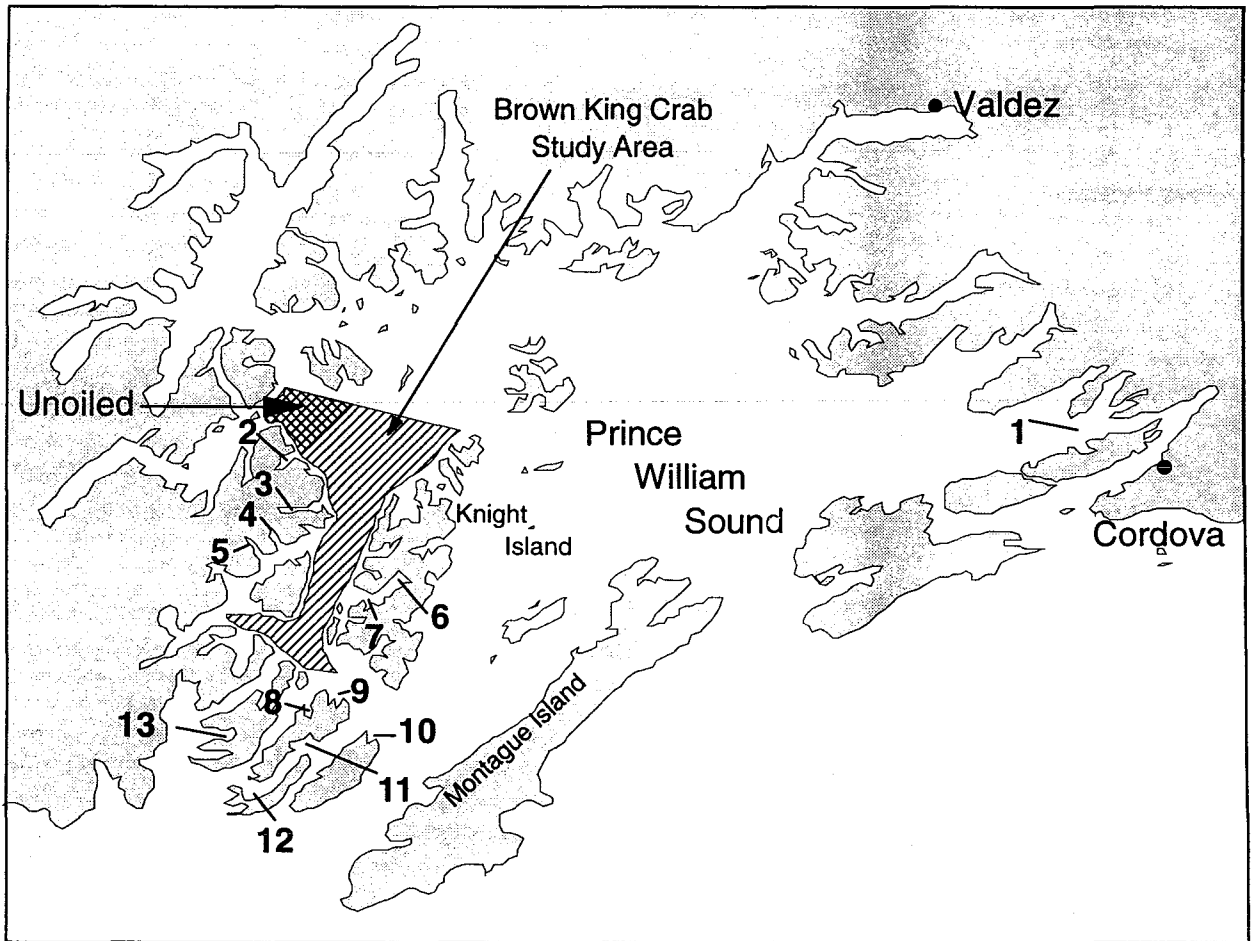 Brown King Crab
Study Area
Valdez
Unoiled
Prince
William
Sound
Knight
Island
Cordova
Montague Island
1
2
3
4
5
6
7
8
9
10
11
12
13